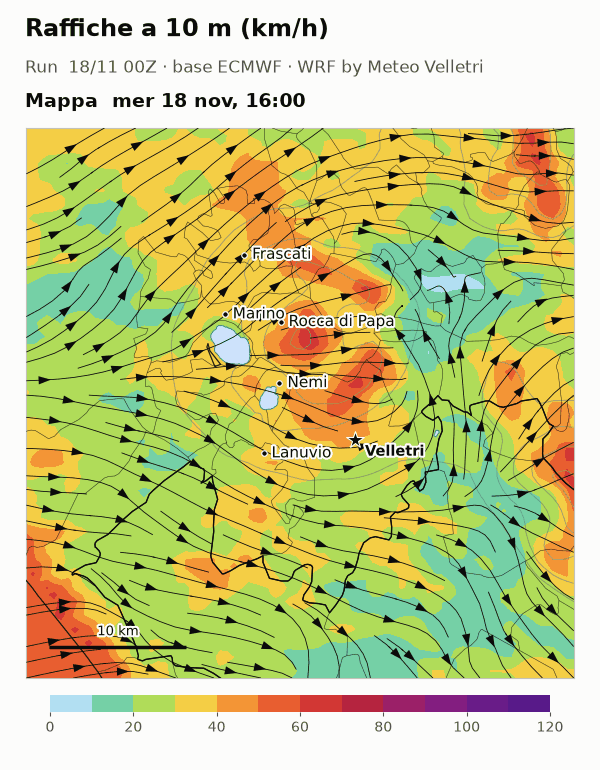 Raffiche a 10 m (km/h)
Run  18/11 00Z · base ECMWF · WRF by Meteo Velletri
Mappa  mer 18 nov, 16:00
Frascati
Marino
Rocca di Papa
Nemi
Velletri
Lanuvio
10 km
0 20 40 60 80 100 120